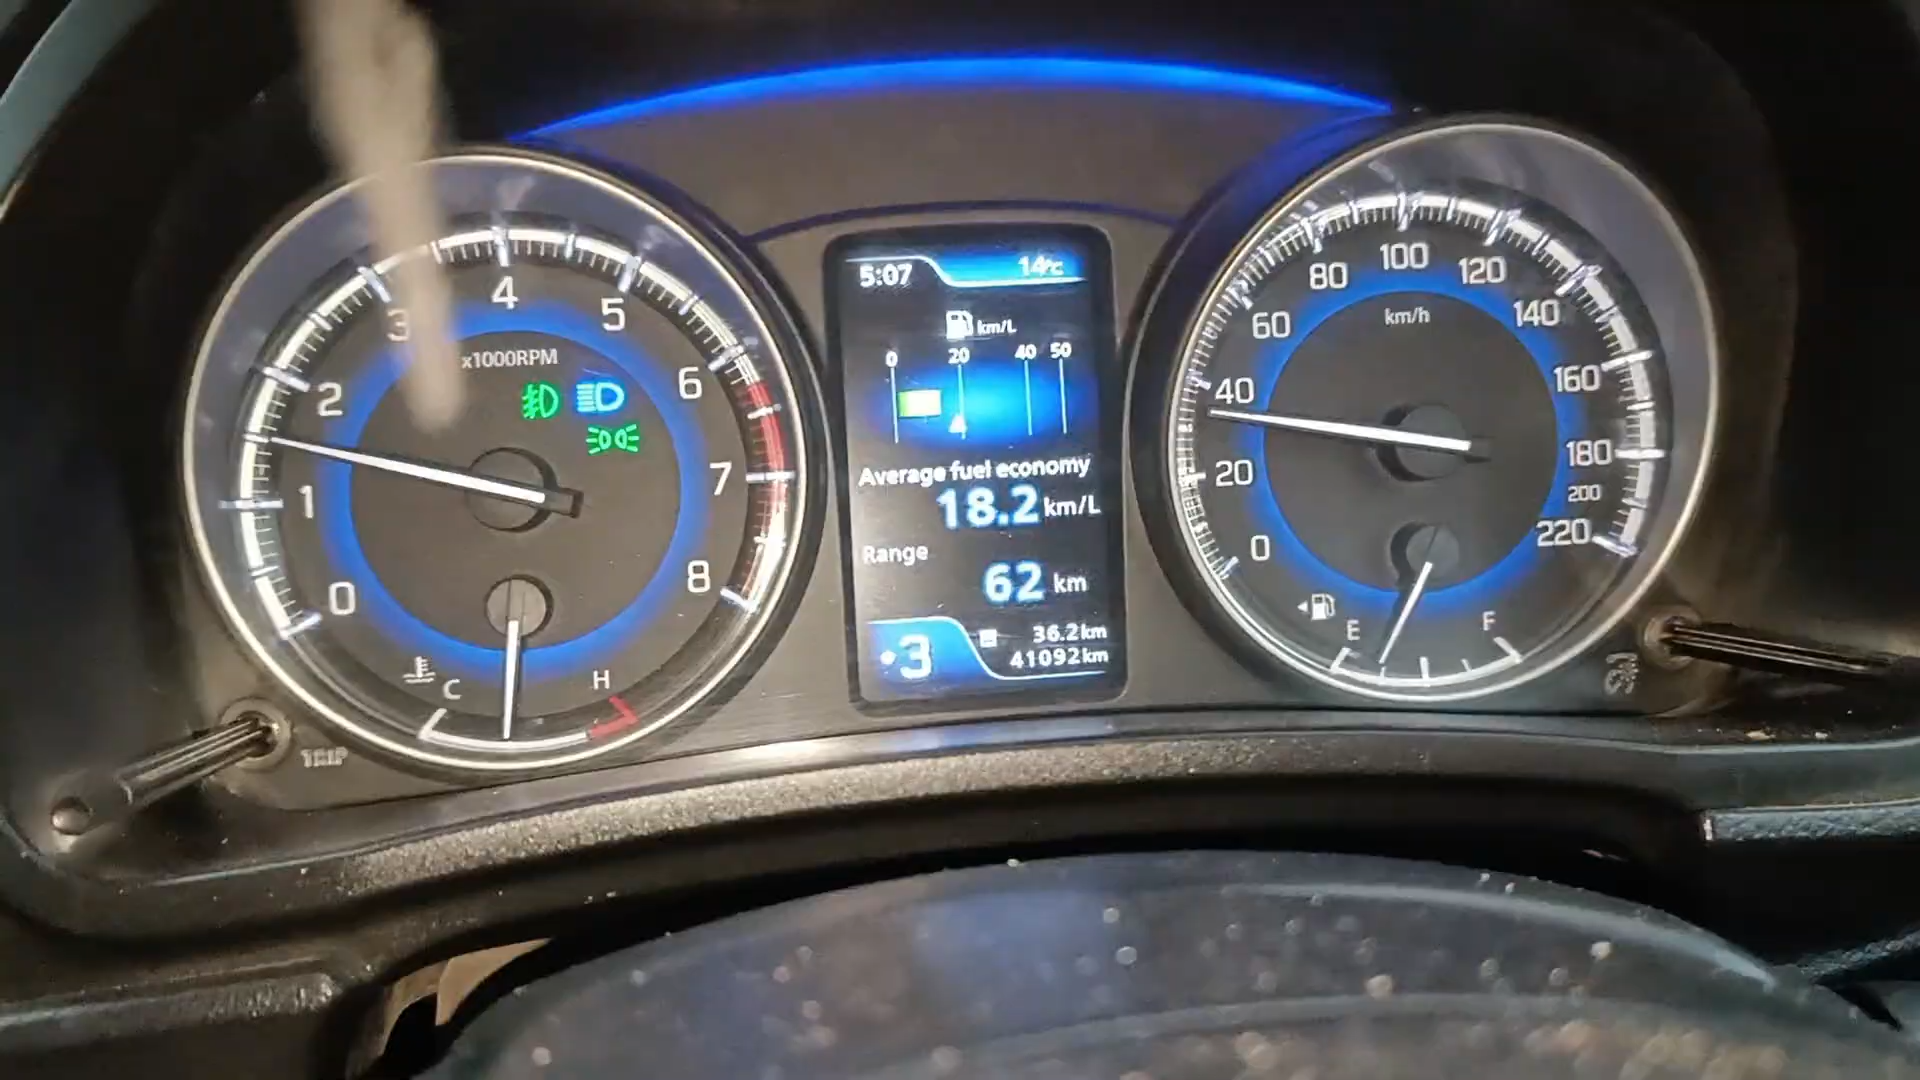 5:07 14°C
km/L
0 20 40 50
Average fuel economy
18.2 km/L
Range
62 km
3 36.2km
41092km
0 1 2 3 4 5 6 7 8
x1000RPM
C H
TRIP
0 20 40 60 80 100 120 140 160 180 200 220
km/h
E F